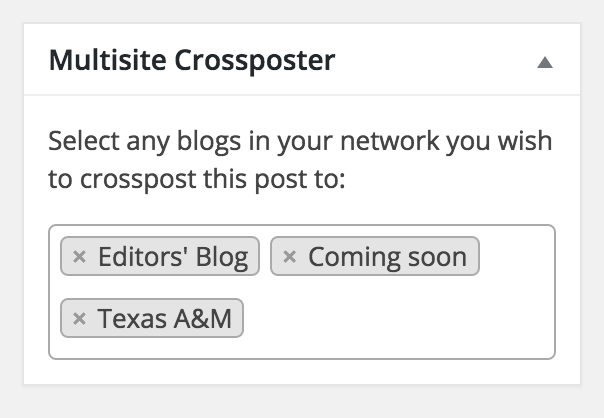 Multisite Crossposter
Select any blogs in your network you wish
to crosspost this post to:
× Editors' Blog × Coming soon
× Texas A&M